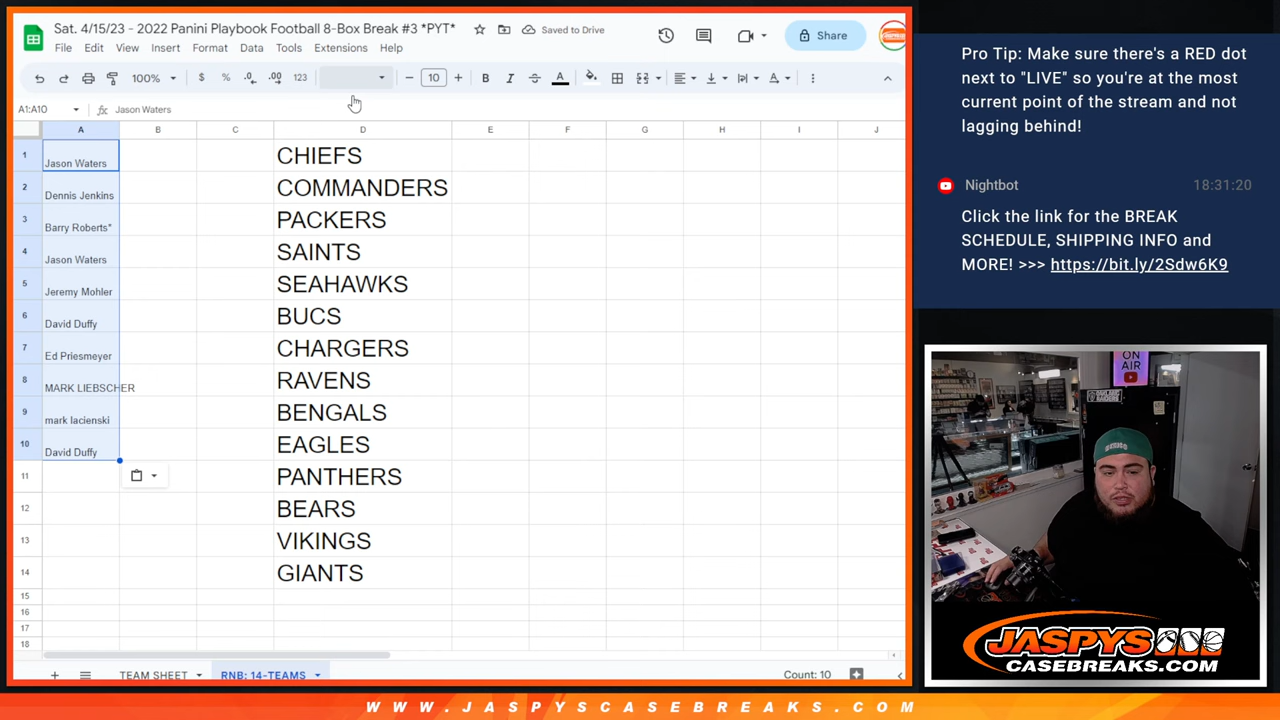 Sat. 4/15/23 - 2022 Panini Playbook Football 8-Box Break #3 *PYT*
Saved to Drive
Share
File Edit View Insert Format Data Tools Extensions Help
100% $ % .0 .00 123 10 B I S A
A1:A10 fx Jason Waters
A B C D E F G H I J
1 Jason Waters CHIEFS
2 Dennis Jenkins COMMANDERS
3 Barry Roberts* PACKERS
4 Jason Waters SAINTS
5 Jeremy Mohler SEAHAWKS
6 David Duffy BUCS
7 Ed Priesmeyer CHARGERS
8 MARK LIEBSCHER RAVENS
9 mark lacienski BENGALS
10 David Duffy EAGLES
11 PANTHERS
12 BEARS
13 VIKINGS
14 GIANTS
15
16
17
18
TEAM SHEET RNB: 14-TEAMS Count: 10
Pro Tip: Make sure there's a RED dot
next to "LIVE" so you're at the most
current point of the stream and not
lagging behind!
Nightbot 18:31:20
Click the link for the BREAK
SCHEDULE, SHIPPING INFO and
MORE! >>> https://bit.ly/2Sdw6K9
ON
AIR
JASPYS
CASEBREAKS.COM
WWW.JASPYSCASEBREAKS.COM